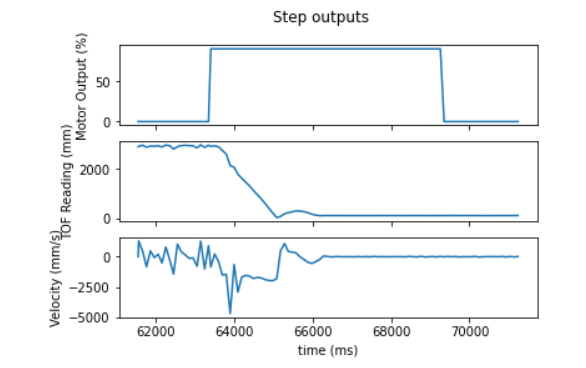 Step outputs
Motor Output (%)
50
0
TOF Reading (mm)
2000
0
Velocity (mm/s)
0
−2500
−5000
62000 64000 66000 68000 70000
time (ms)